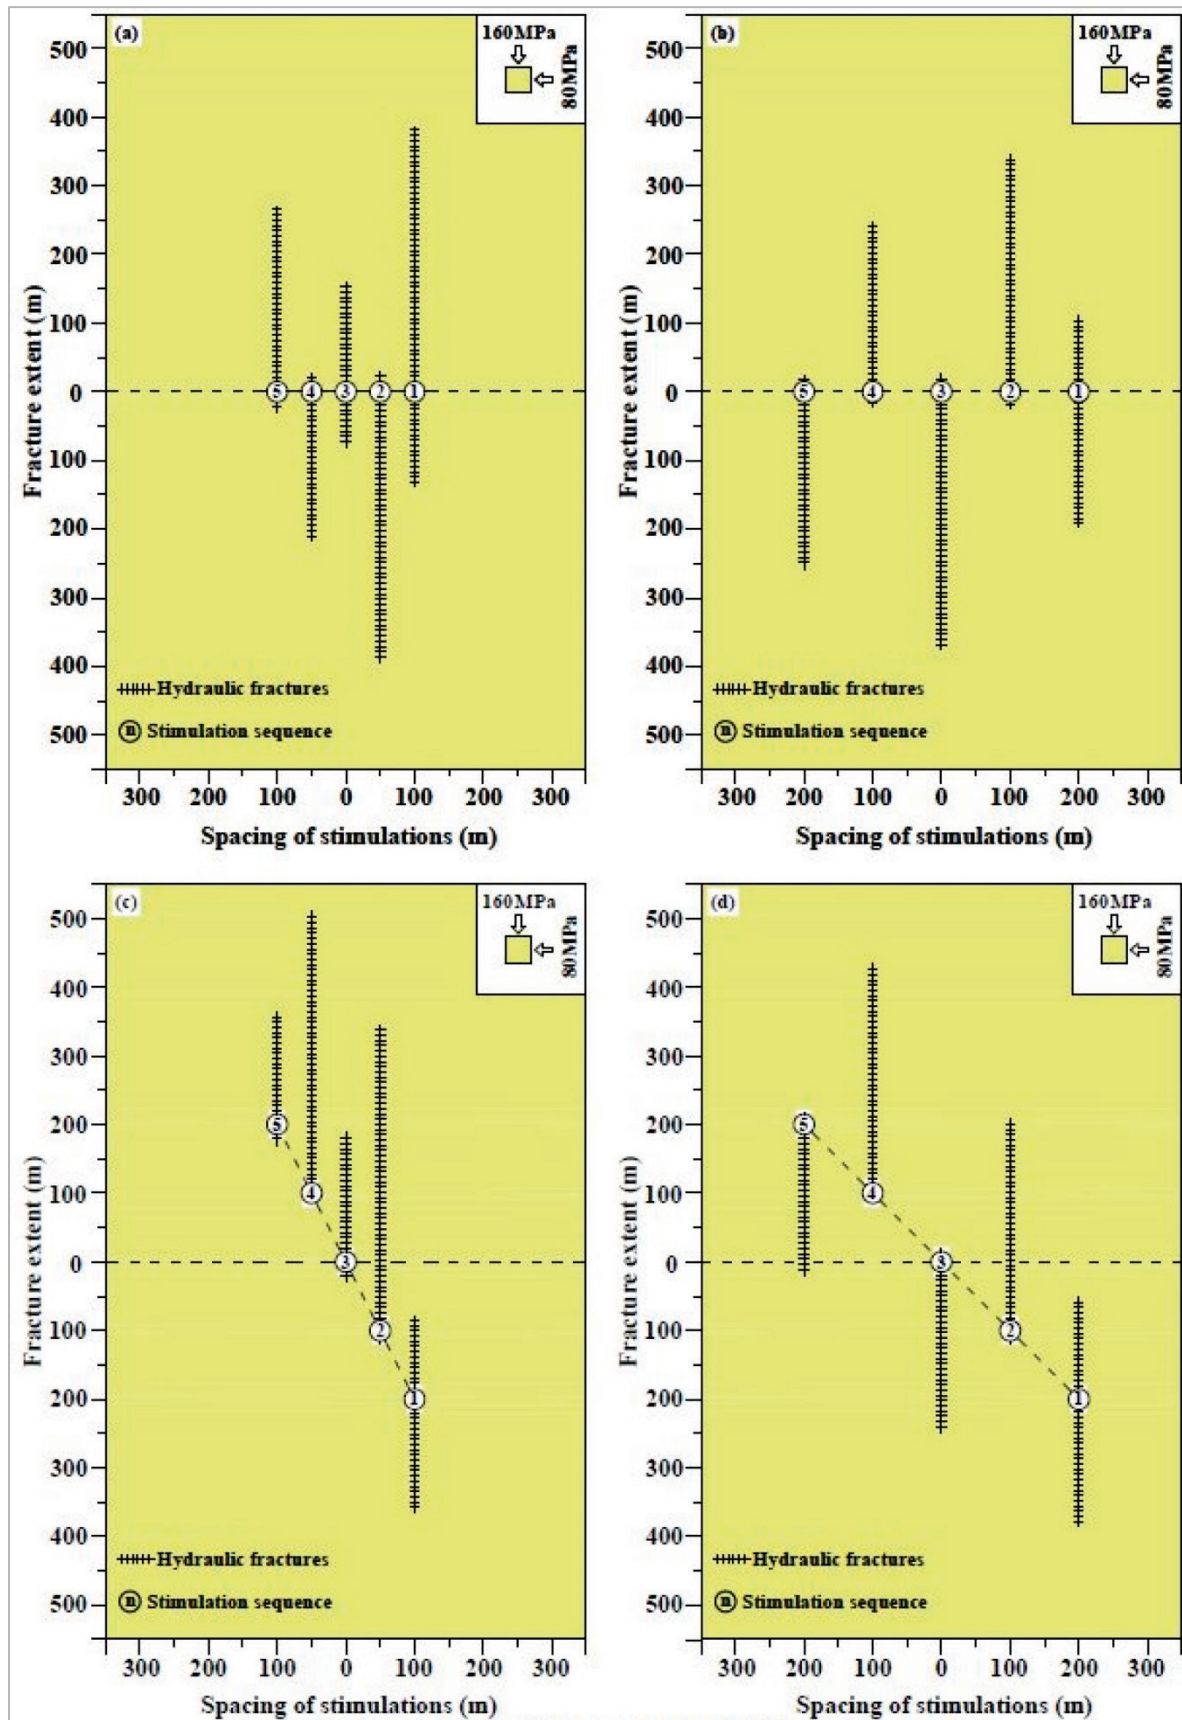 (a)
160MPa
80MPa
500
400
300
200
100
0
100
200
300
400
500
Fracture extent (m)
5 4 3 2 1
Hydraulic fractures
n Stimulation sequence
300 200 100 0 100 200 300
Spacing of stimulations (m)
(b)
160MPa
80MPa
500
400
300
200
100
0
100
200
300
400
500
Fracture extent (m)
5 4 3 2 1
Hydraulic fractures
n Stimulation sequence
300 200 100 0 100 200 300
Spacing of stimulations (m)
(c)
160MPa
80MPa
500
400
300
200
100
0
100
200
300
400
500
Fracture extent (m)
5
4
3
2
1
Hydraulic fractures
n Stimulation sequence
300 200 100 0 100 200 300
Spacing of stimulations (m)
(d)
160MPa
80MPa
500
400
300
200
100
0
100
200
300
400
500
Fracture extent (m)
5
4
3
2
1
Hydraulic fractures
n Stimulation sequence
300 200 100 0 100 200 300
Spacing of stimulations (m)